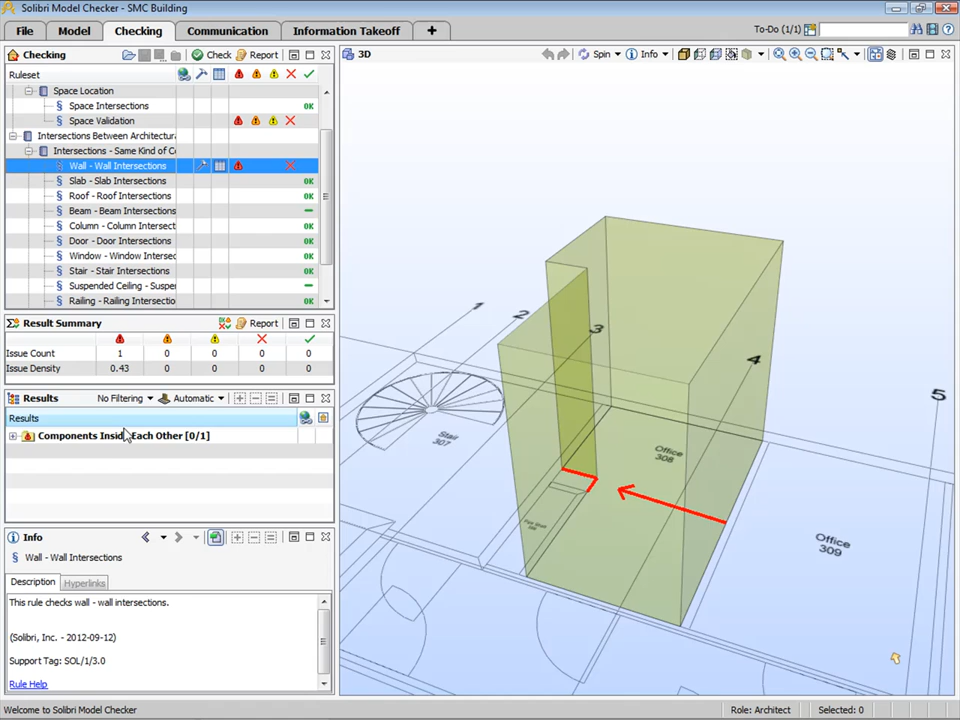 Solibri Model Checker - SMC Building
File
Model
Checking
Communication
Information Takeoff
To-Do (1/1)
Checking
Check
Report
3D
Spin
Info
Ruleset
Space Location
§ Space Intersections OK
§ Space Validation
Intersections Between Architectura
Intersections - Same Kind of Co
§ Wall - Wall Intersections
§ Slab - Slab Intersections OK
§ Roof - Roof Intersections OK
§ Beam - Beam Intersections
§ Column - Column Intersect OK
§ Door - Door Intersections OK
§ Window - Window Intersec OK
§ Stair - Stair Intersections OK
§ Suspended Ceiling - Suspe
§ Railing - Railing Intersectio OK
Result Summary
Report
Issue Count 1 0 0 0 0
Issue Density 0.43 0 0 0 0
Results
No Filtering
Automatic
Results
Components Inside Each Other [0/1]
Info
§ Wall - Wall Intersections
Description
Hyperlinks
This rule checks wall - wall intersections.
(Solibri, Inc. - 2012-09-12)
Support Tag: SOL/1/3.0
Rule Help
1
2
3
4
5
Stair
307
Office
308
Office
309
Welcome to Solibri Model Checker
Role: Architect
Selected: 0